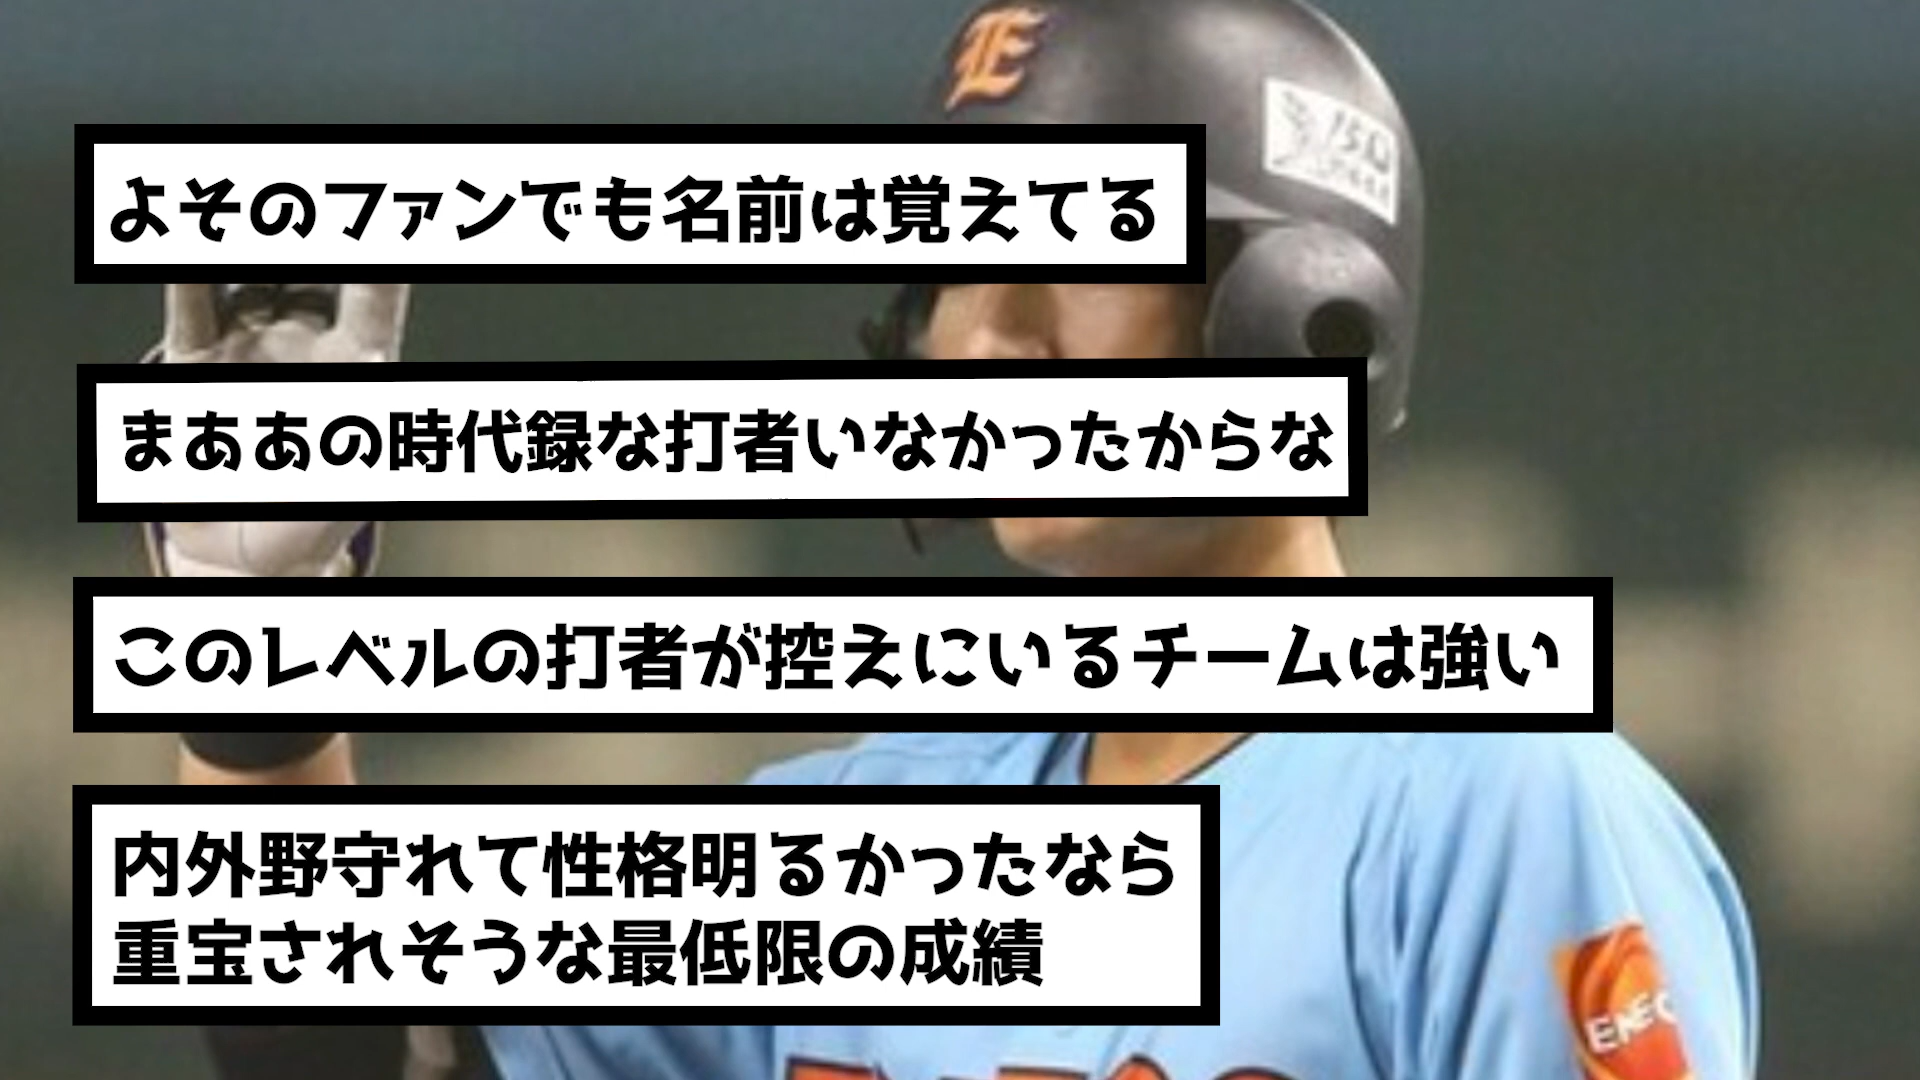 E
よそのファンでも名前は覚えてる
まああの時代録な打者いなかったからな
このレベルの打者が控えにいるチームは強い
内外野守れて性格明るかったなら
重宝されそうな最低限の成績
ENEO